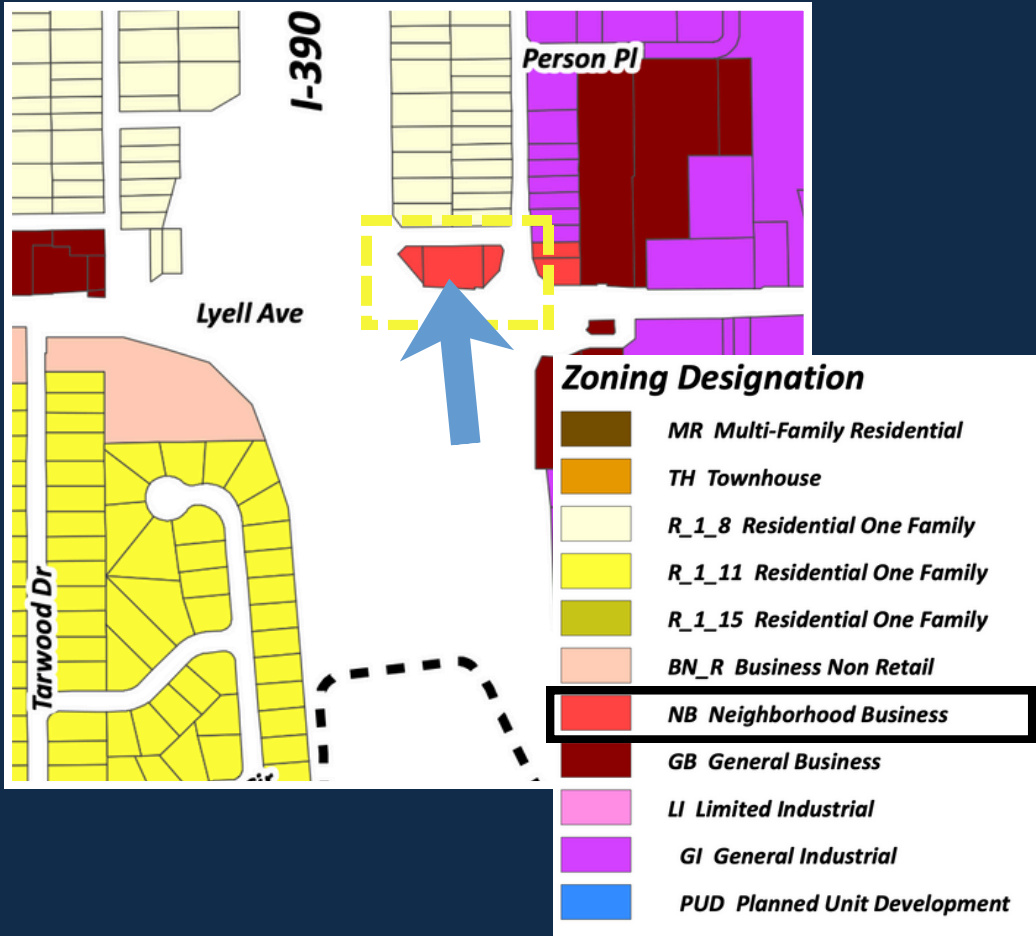 I-390
Person Pl
Lyell Ave
Tarwood Dr
Zoning Designation
MR Multi-Family Residential
TH Townhouse
R_1_8 Residential One Family
R_1_11 Residential One Family
R_1_15 Residential One Family
BN_R Business Non Retail
NB Neighborhood Business
GB General Business
LI Limited Industrial
GI General Industrial
PUD Planned Unit Development